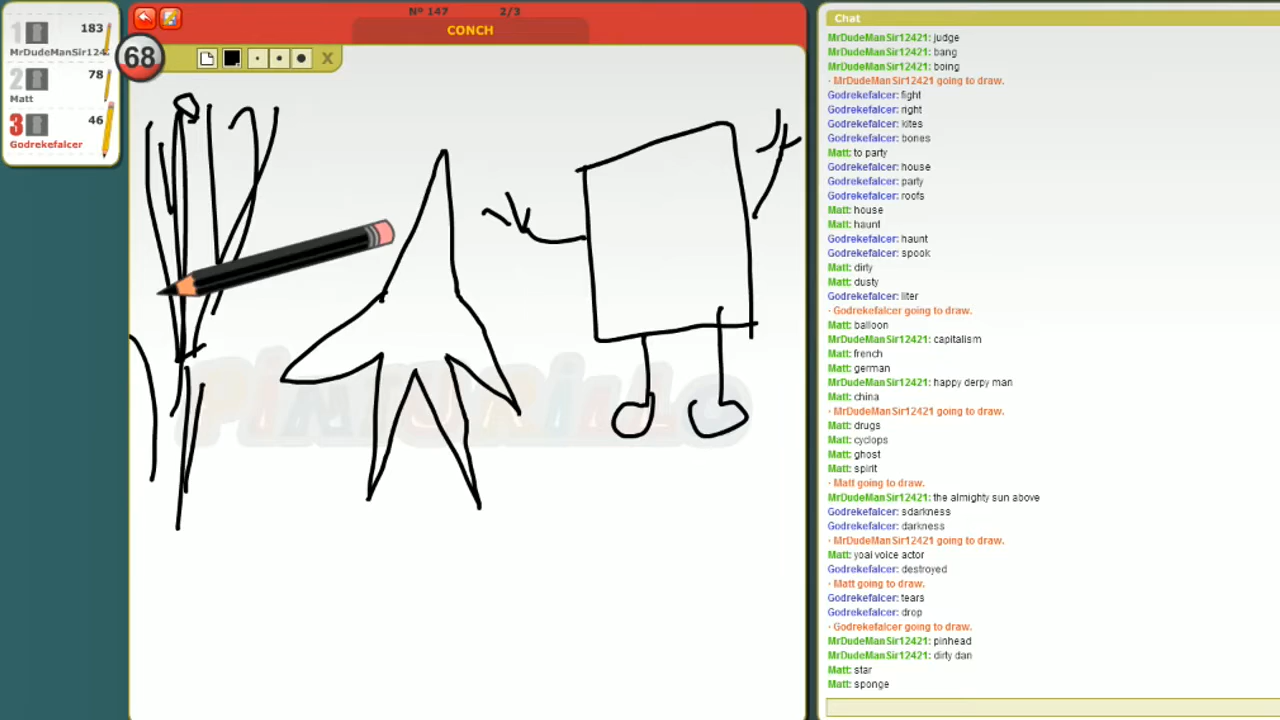 Nº 147
2/3
CONCH
68
1
183
MrDudeManSir124
2
78
Matt
3
46
Godrekefalcer
X
Chat
MrDudeManSir12421: judge
MrDudeManSir12421: bang
MrDudeManSir12421: boing
· MrDudeManSir12421 going to draw.
Godrekefalcer: fight
Godrekefalcer: right
Godrekefalcer: kites
Godrekefalcer: bones
Matt: to party
Godrekefalcer: house
Godrekefalcer: party
Godrekefalcer: roofs
Matt: house
Matt: haunt
Godrekefalcer: haunt
Godrekefalcer: spook
Matt: dirty
Matt: dusty
Godrekefalcer: liter
· Godrekefalcer going to draw.
Matt: balloon
MrDudeManSir12421: capitalism
Matt: french
Matt: german
MrDudeManSir12421: happy derpy man
Matt: china
· MrDudeManSir12421 going to draw.
Matt: drugs
Matt: cyclops
Matt: ghost
Matt: spirit
· Matt going to draw.
MrDudeManSir12421: the almighty sun above
Godrekefalcer: sdarkness
Godrekefalcer: darkness
· MrDudeManSir12421 going to draw.
Matt: yoai voice actor
Godrekefalcer: destroyed
· Matt going to draw.
Godrekefalcer: tears
Godrekefalcer: drop
· Godrekefalcer going to draw.
MrDudeManSir12421: pinhead
MrDudeManSir12421: dirty dan
Matt: star
Matt: sponge